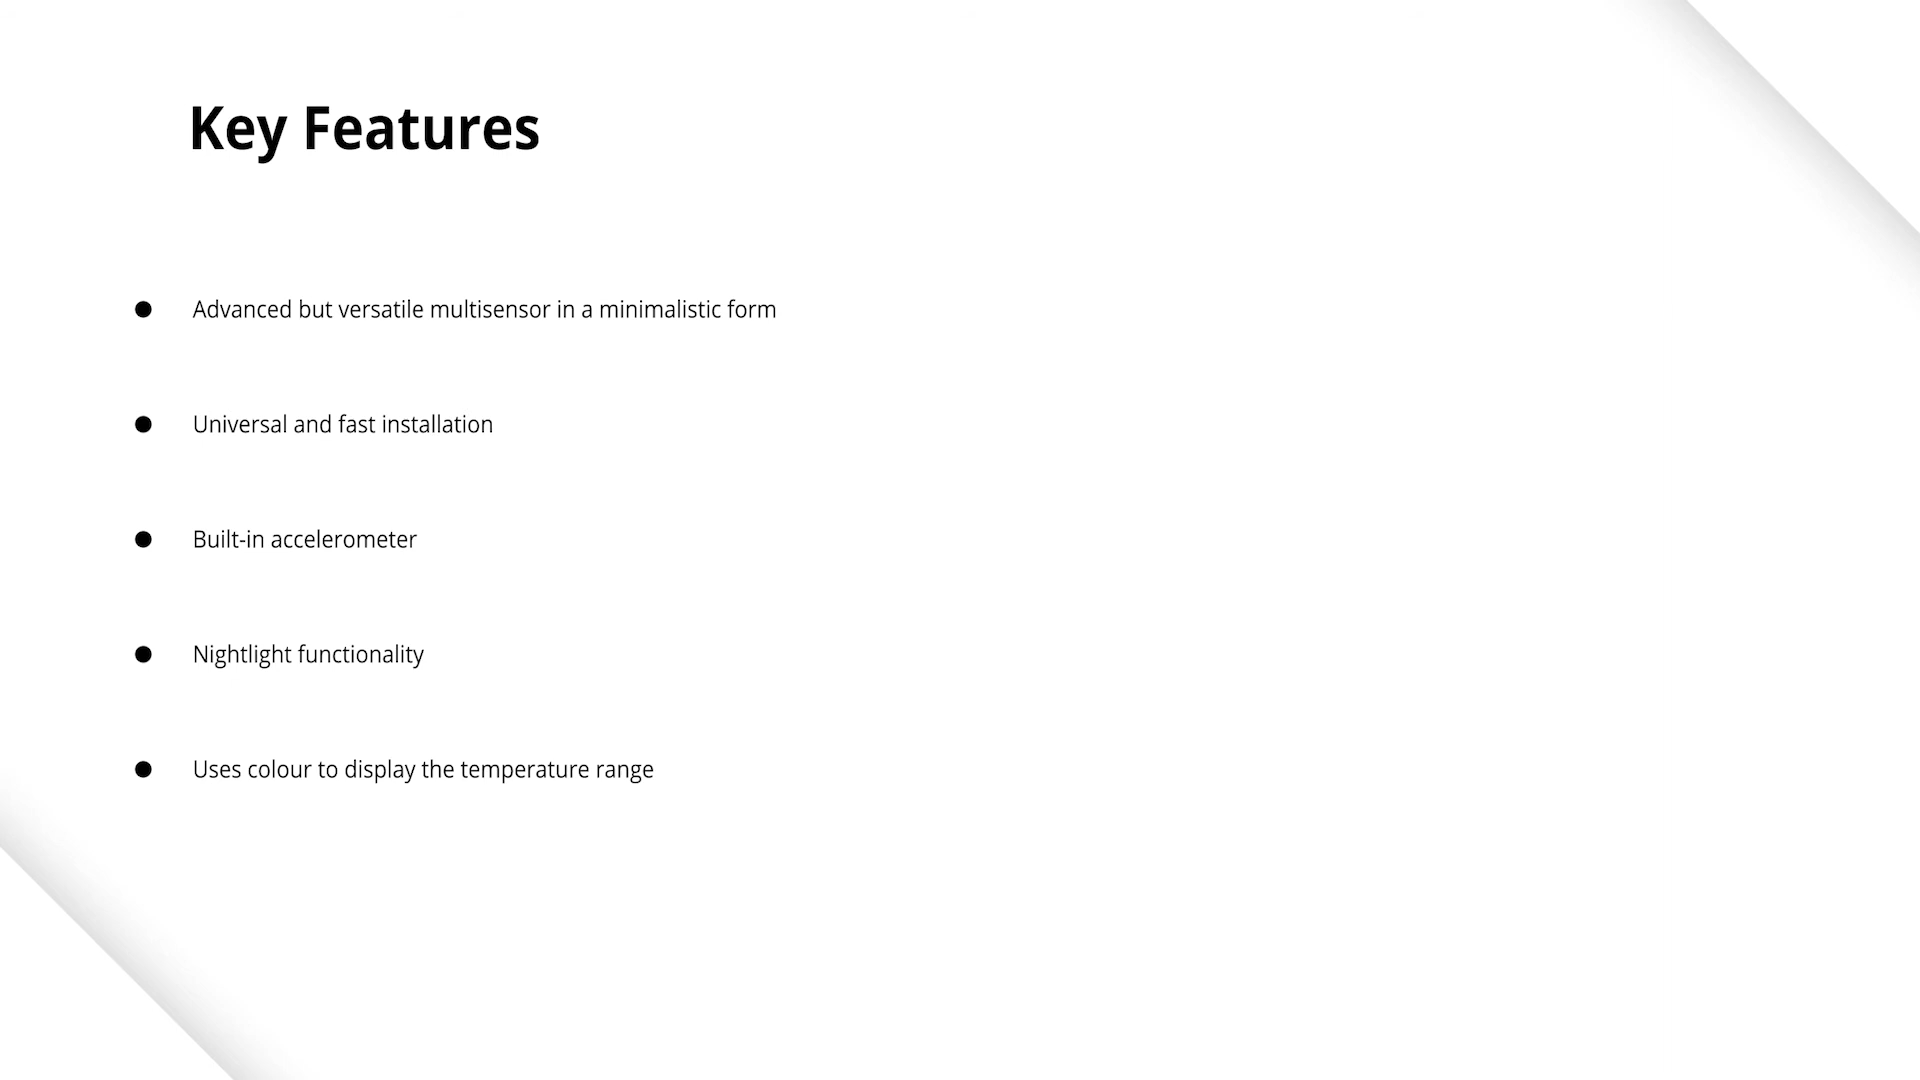 Key Features
● Advanced but versatile multisensor in a minimalistic form
● Universal and fast installation
● Built-in accelerometer
● Nightlight functionality
● Uses colour to display the temperature range